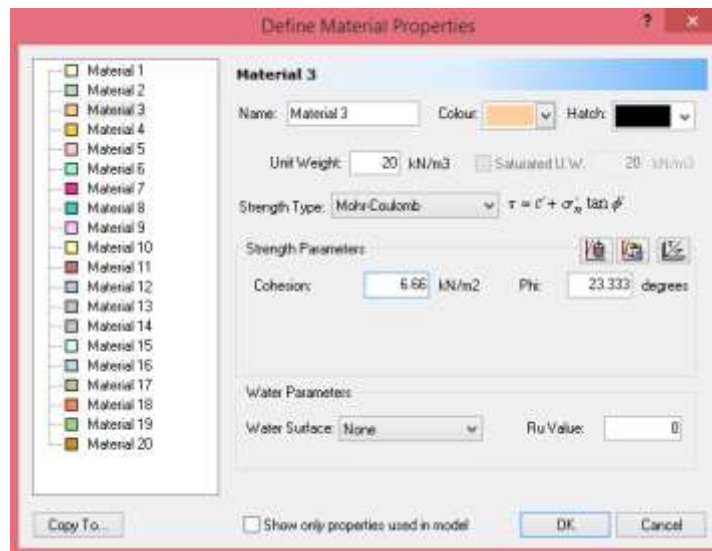 Define Material Properties
?
Material 1
Material 2
Material 3
Material 4
Material 5
Material 6
Material 7
Material 8
Material 9
Material 10
Material 11
Material 12
Material 13
Material 14
Material 15
Material 16
Material 17
Material 18
Material 19
Material 20
Material 3
Name: Material 3 Colour: Hatch:
Unit Weight: 20 kN/m3 Saturated U.W. 20 kN/m3
Strength Type: Mohr-Coulomb τ = c' + σ'n tan ϕ'
Strength Parameters
Cohesion: 6.66 kN/m2 Phi: 23.333 degrees
Water Parameters
Water Surface: None Ru Value: 0
Copy To... Show only properties used in model OK Cancel